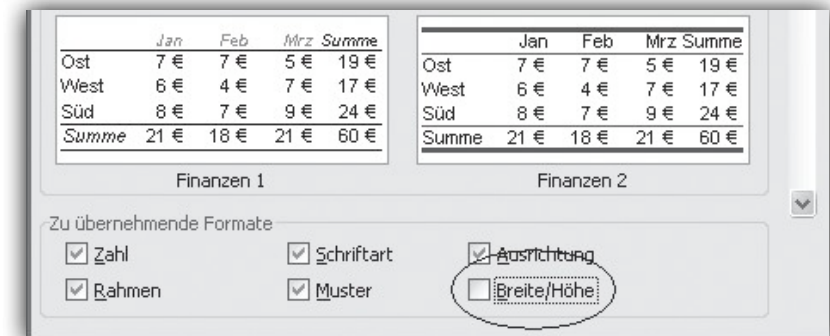 Jan Feb Mrz Summe
Ost 7 € 7 € 5 € 19 €
West 6 € 4 € 7 € 17 €
Süd 8 € 7 € 9 € 24 €
Summe 21 € 18 € 21 € 60 €
Finanzen 1
Jan Feb Mrz Summe
Ost 7 € 7 € 5 € 19 €
West 6 € 4 € 7 € 17 €
Süd 8 € 7 € 9 € 24 €
Summe 21 € 18 € 21 € 60 €
Finanzen 2
Zu übernehmende Formate
Zahl Schriftart Ausrichtung
Rahmen Muster Breite/Höhe